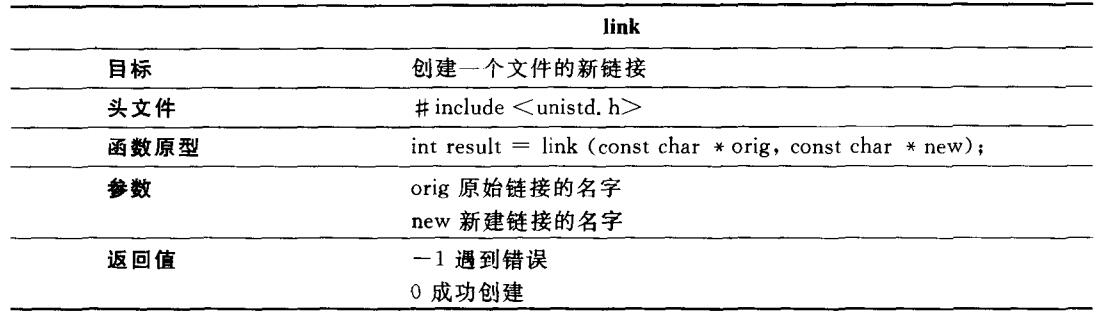 link
目标 创建一个文件的新链接
头文件 #include <unistd.h>
函数原型 int result = link (const char * orig, const char * new);
参数 orig 原始链接的名字
new 新建链接的名字
返回值 -1 遇到错误
0 成功创建